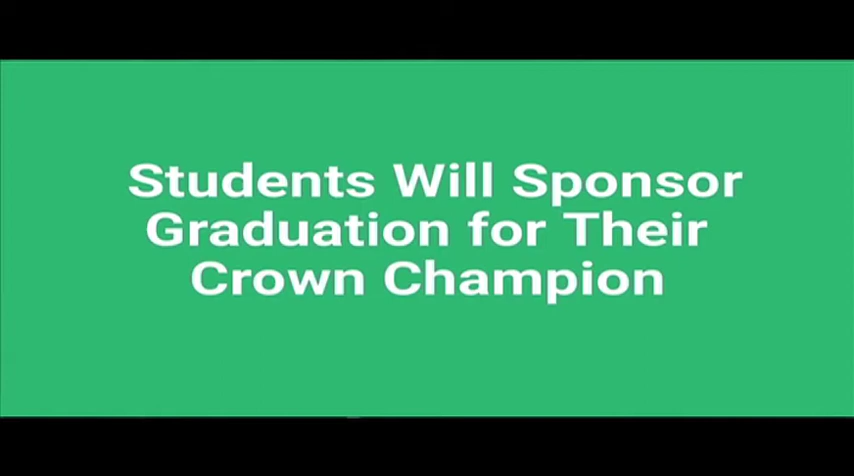 Students Will Sponsor
Graduation for Their
Crown Champion